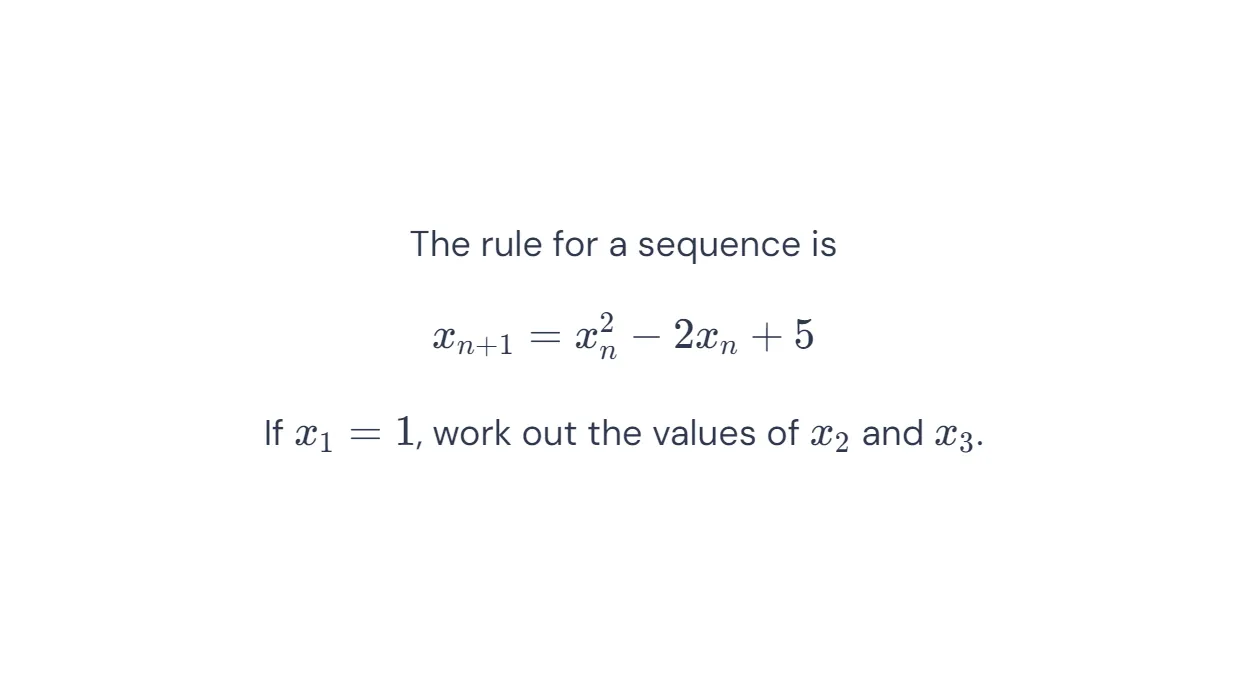 The rule for a sequence is
$x_{n+1} = x_n^2 - 2x_n + 5$
If $x_1 = 1$, work out the values of $x_2$ and $x_3$.